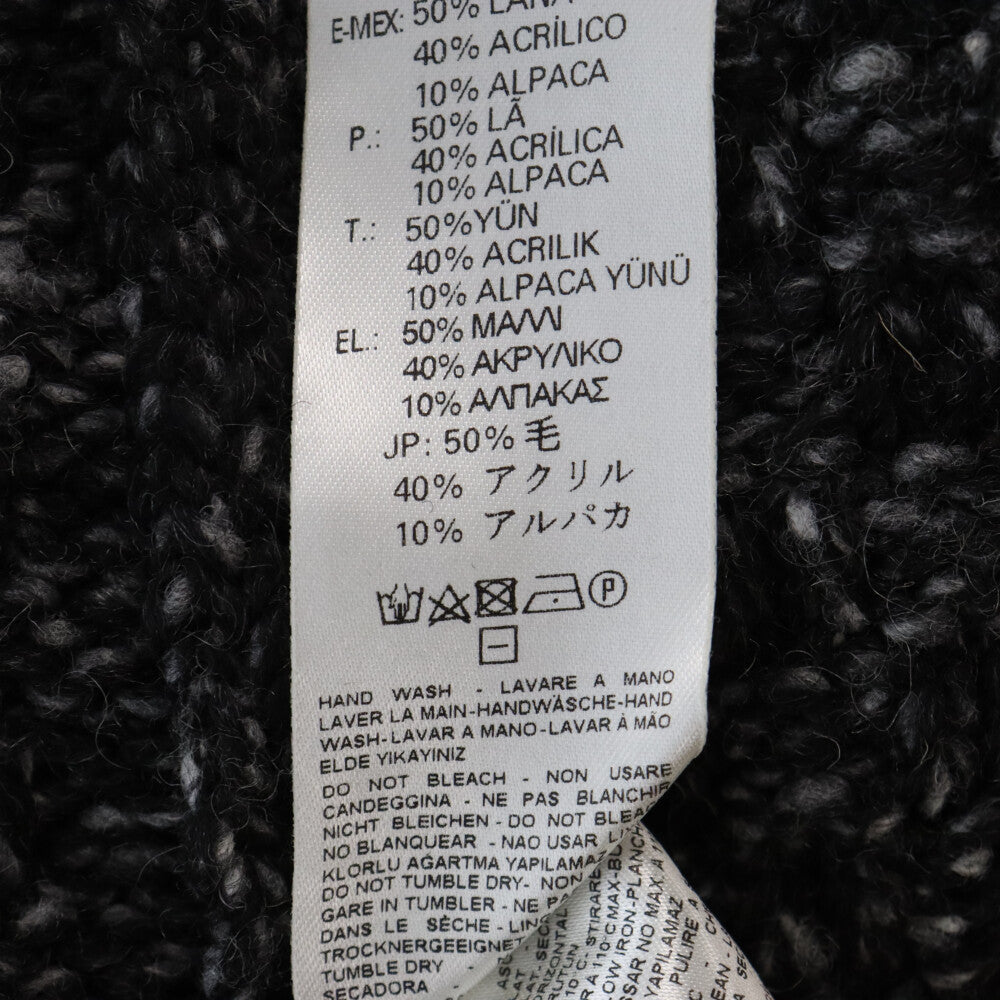 E-MEX: 50% LANA
40% ACRÍLICO
10% ALPACA
P.: 50% LÃ
40% ACRÍLICA
10% ALPACA
T.: 50%YÜN
40% ACRILIK
10% ALPACA YÜNÜ
EL.: 50% ΜΑΛΛΙ
40% ΑΚΡΥΛΙΚΟ
10% ΑΛΠΑΚΑΣ
JP: 50% 毛
40% アクリル
10% アルパカ
P
HAND WASH - LAVARE A MANO
LAVER LA MAIN-HANDWÄSCHE-HAND
WASH-LAVAR A MANO-LAVAR À MÃO
ELDE YIKAYINIZ
DO NOT BLEACH - NON USARE
CANDEGGINA - NE PAS BLANCHIR
NICHT BLEICHEN - DO NOT BLEACH
NO BLANQUEAR - NAO USAR
KLORLU AGARTMA YAPILAMAZ
DO NOT TUMBLE DRY- NON
GARE IN TUMBLER - NE
DANS LE SÈCHE -
TROCKNERGEEIGNET
TUMBLE DRY -
SECADORA -